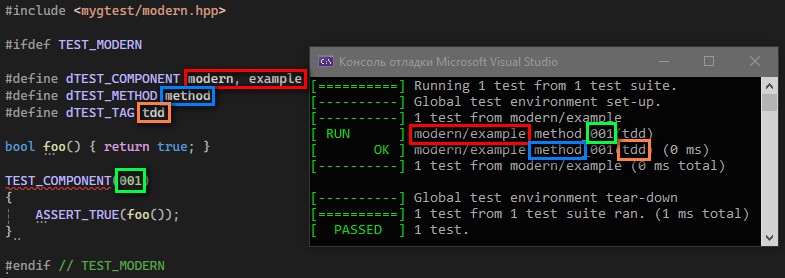 #include <mygtest/modern.hpp>
#ifdef TEST_MODERN
#define dTEST_COMPONENT modern, example
#define dTEST_METHOD method
#define dTEST_TAG tdd
bool foo() { return true; }
TEST_COMPONENT(001)
{
ASSERT_TRUE(foo());
}
#endif // TEST_MODERN
Консоль отладки Microsoft Visual Studio
[==========] Running 1 test from 1 test suite.
[----------] Global test environment set-up.
[----------] 1 test from modern/example
[ RUN      ] modern/example method 001(tdd)
[       OK ] modern/example method 001(tdd) (0 ms)
[----------] 1 test from modern/example (0 ms total)
[----------] Global test environment tear-down
[==========] 1 test from 1 test suite ran. (1 ms total)
[  PASSED  ] 1 test.